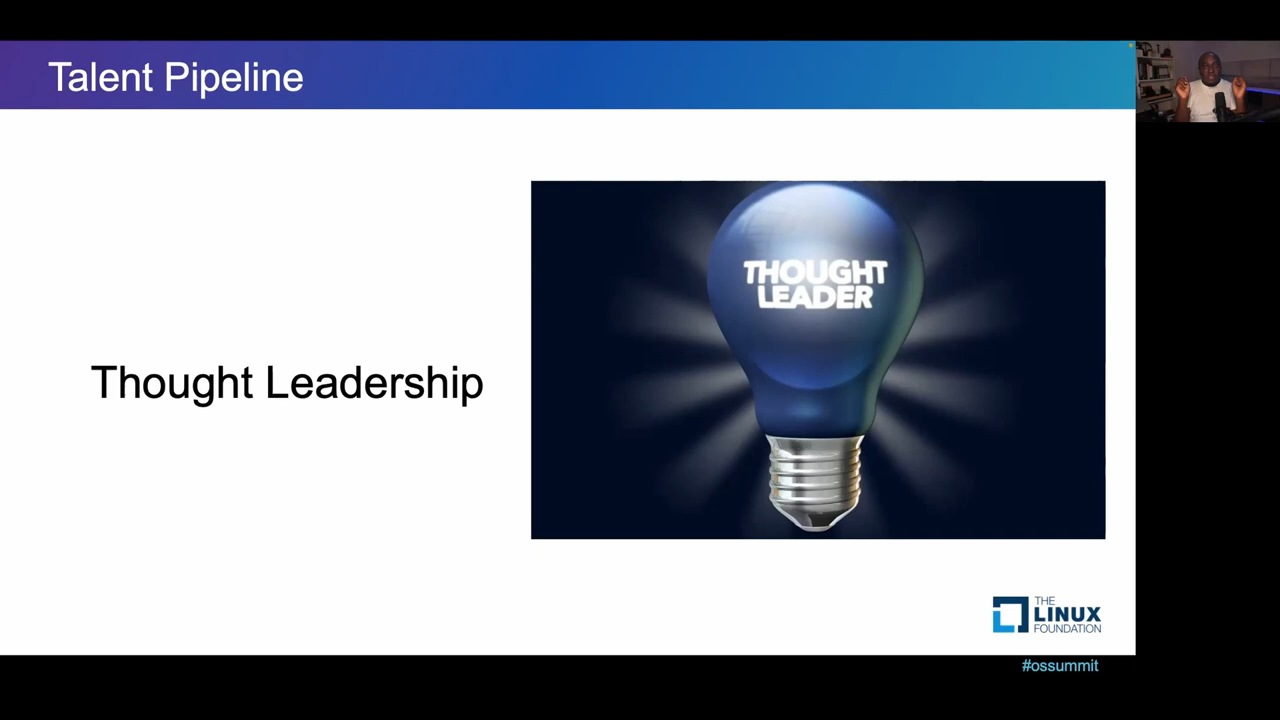 Talent Pipeline
THOUGHT
LEADER
Thought Leadership
THE
LINUX
FOUNDATION
#ossummit